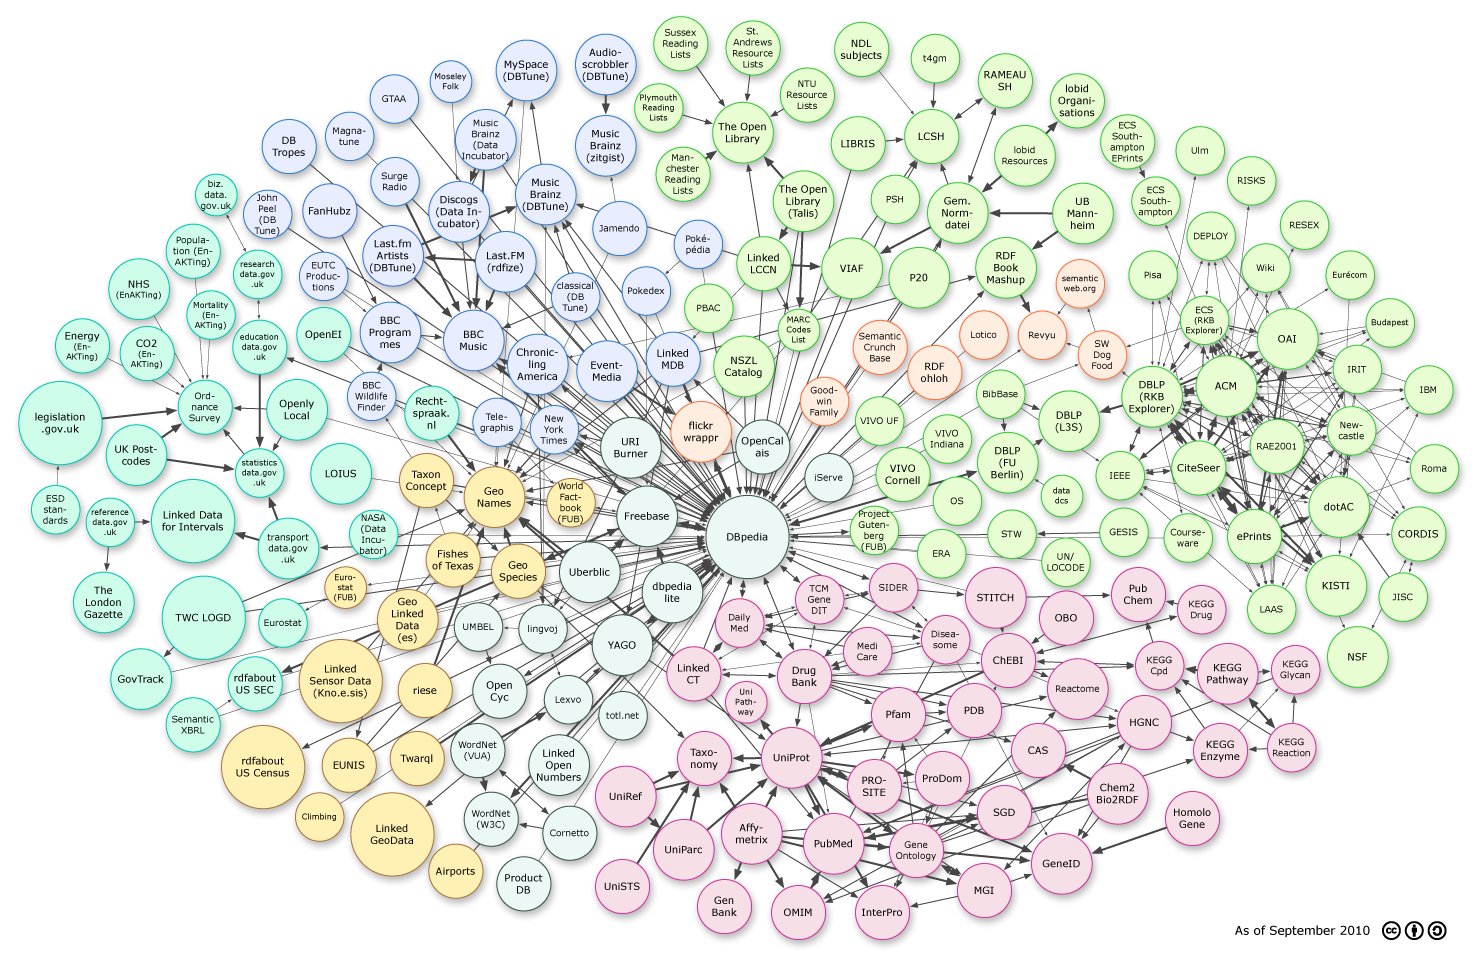 Sussex
Reading
Lists
St.
Andrews
Resource
Lists
NDL
subjects
t4gm
RAMEAU
SH
lobid
Organi-
sations
MySpace
(DBTune)
Audio-
scrobbler
(DBTune)
Moseley
Folk
GTAA
Plymouth
Reading
Lists
NTU
Resource
Lists
The Open
Library
LCSH
LIBRIS
lobid
Resources
ECS
South-
ampton
EPrints
Ulm
DB
Tropes
Magna-
tune
Music
Brainz
(Data
Incubator)
Music
Brainz
(zitgist)
Man-
chester
Reading
Lists
RISKS
biz.
data.
gov.uk
John
Peel
(DB
Tune)
FanHubz
Surge
Radio
Discogs
(Data In-
cubator)
Music
Brainz
(DBTune)
The Open
Library
(Talis)
PSH
Gem.
Norm-
datei
UB
Mann-
heim
ECS
South-
ampton
RESEX
Popula-
tion (En-
AKTing)
Last.fm
Artists
(DBTune)
Last.FM
(rdfize)
Jamendo
Poké-
pédia
Linked
LCCN
VIAF
P20
RDF
Book
Mashup
semantic
web.org
DEPLOY
Pisa
Wiki
Eurécom
NHS
(EnAKTing)
research
data.gov
.uk
EUTC
Produc-
tions
classical
(DB
Tune)
Pokedex
PBAC
MARC
Codes
List
Energy
(En-
AKTing)
CO2
(En-
AKTing)
Mortality
(En-
AKTing)
education
data.gov
.uk
OpenEI
BBC
Program
mes
BBC
Music
Chronic-
ling
America
Event-
Media
Linked
MDB
NSZL
Catalog
Semantic
Crunch
Base
Lotico
RDF
ohloh
Revyu
SW
Dog
Food
ECS
(RKB
Explorer)
OAI
Budapest
legislation
.gov.uk
Ord-
nance
Survey
Openly
Local
BBC
Wildlife
Finder
Recht-
spraak.
nl
Tele-
graphis
New
York
Times
URI
Burner
flickr
wrappr
OpenCal
ais
Good-
win
Family
VIVO UF
VIVO
Indiana
BibBase
DBLP
(L3S)
DBLP
(RKB
Explorer)
ACM
IRIT
IBM
New-
castle
UK Post-
codes
statistics
data.gov
.uk
LOIUS
Taxon
Concept
Geo
Names
World
Fact-
book
(FUB)
Freebase
iServe
VIVO
Cornell
DBLP
(FU
Berlin)
data
dcs
IEEE
CiteSeer
RAE2001
Roma
ESD
stan-
dards
reference
data.gov
.uk
Linked Data
for Intervals
transport
data.gov
.uk
NASA
(Data
Incu-
bator)
Fishes
of Texas
Geo
Species
Uberblic
DBpedia
Project
Guten-
berg
(FUB)
OS
ERA
STW
UN/
LOCODE
GESIS
Course-
ware
ePrints
dotAC
CORDIS
KISTI
JISC
LAAS
NSF
The
London
Gazette
TWC LOGD
Eurostat
Euro-
stat
(FUB)
Geo
Linked
Data
(es)
UMBEL
lingvoj
dbpedia
lite
YAGO
Daily
Med
TCM
Gene
DIT
SIDER
STITCH
Pub
Chem
KEGG
Drug
GovTrack
rdfabout
US SEC
Linked
Sensor Data
(Kno.e.sis)
riese
Open
Cyc
Lexvo
totl.net
Linked
CT
Uni
Path-
way
Drug
Bank
Medi
Care
Disea-
some
ChEBI
OBO
KEGG
Cpd
KEGG
Pathway
KEGG
Glycan
Semantic
XBRL
rdfabout
US Census
EUNIS
Twarql
WordNet
(VUA)
Linked
Open
Numbers
Taxo-
nomy
UniProt
Pfam
PDB
Reactome
CAS
HGNC
KEGG
Enzyme
KEGG
Reaction
Climbing
Linked
GeoData
WordNet
(W3C)
Cornetto
UniRef
UniParc
PRO-
SITE
ProDom
SGD
Chem2
Bio2RDF
Homolo
Gene
Airports
Product
DB
UniSTS
Affy-
metrix
PubMed
Gene
Ontology
GeneID
Gen
Bank
OMIM
InterPro
MGI
As of September 2010
cc